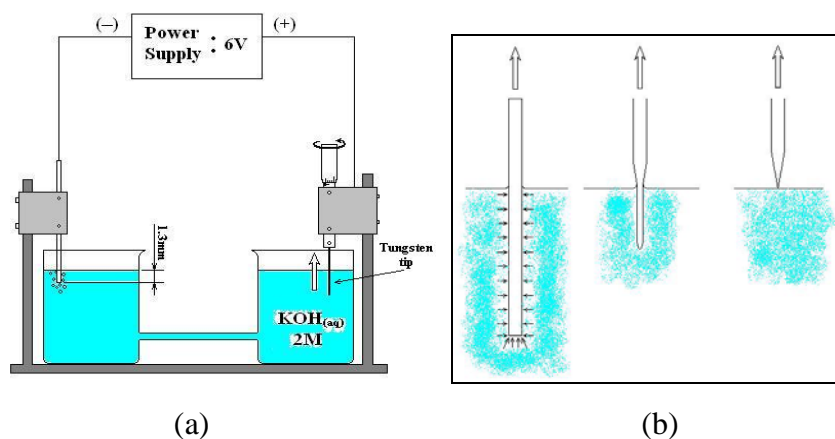 (–) Power Supply : 6V (+)
1.3mm
Tungsten tip
KOH(aq)
2M
(a) (b)